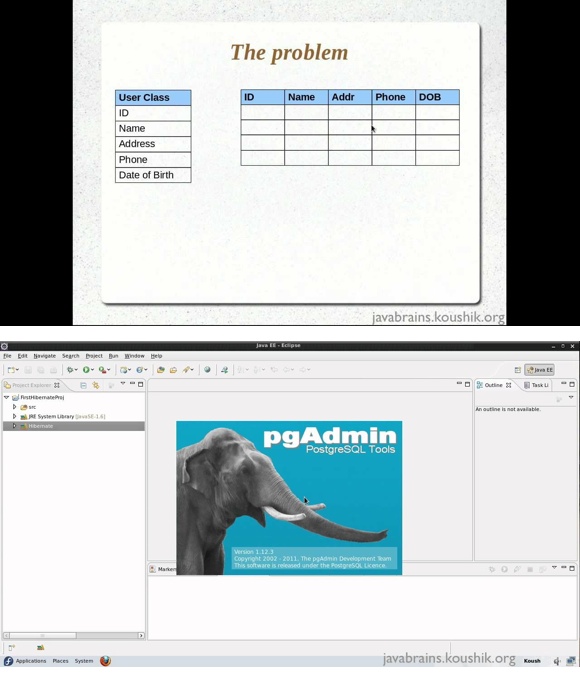 The problem
User Class
ID
Name
Address
Phone
Date of Birth
ID Name Addr Phone DOB
javabrains.koushik.org
Java EE - Eclipse
File Edit Navigate Search Project Run Window Help
Java EE
Project Explorer
Outline
Task Li
FirstHibernateProj
src
JRE System Library [JavaSE-1.6]
Hibernate
An outline is not available.
pgAdmin
PostgreSQL Tools
Version 1.12.3
Copyright 2002 - 2011, The pgAdmin Development Team
This software is released under the PostgreSQL Licence.
Marker
Applications Places System
Koush
javabrains.koushik.org